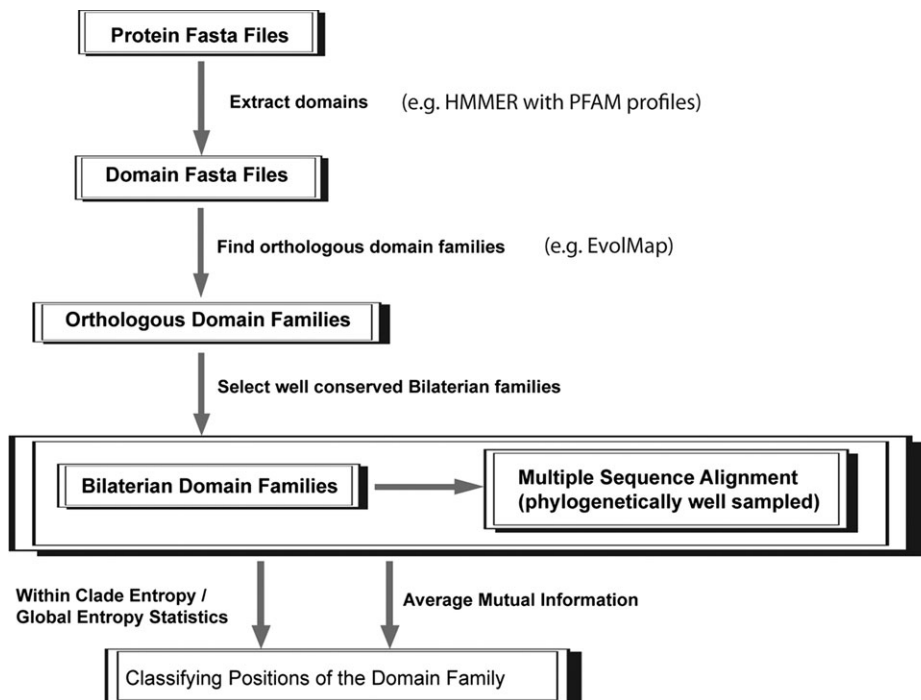 Protein Fasta Files
Extract domains (e.g. HMMER with PFAM profiles)
Domain Fasta Files
Find orthologous domain families (e.g. EvolMap)
Orthologous Domain Families
Select well conserved Bilaterian families
Bilaterian Domain Families
Multiple Sequence Alignment
(phylogenetically well sampled)
Within Clade Entropy /
Global Entropy Statistics
Average Mutual Information
Classifying Positions of the Domain Family